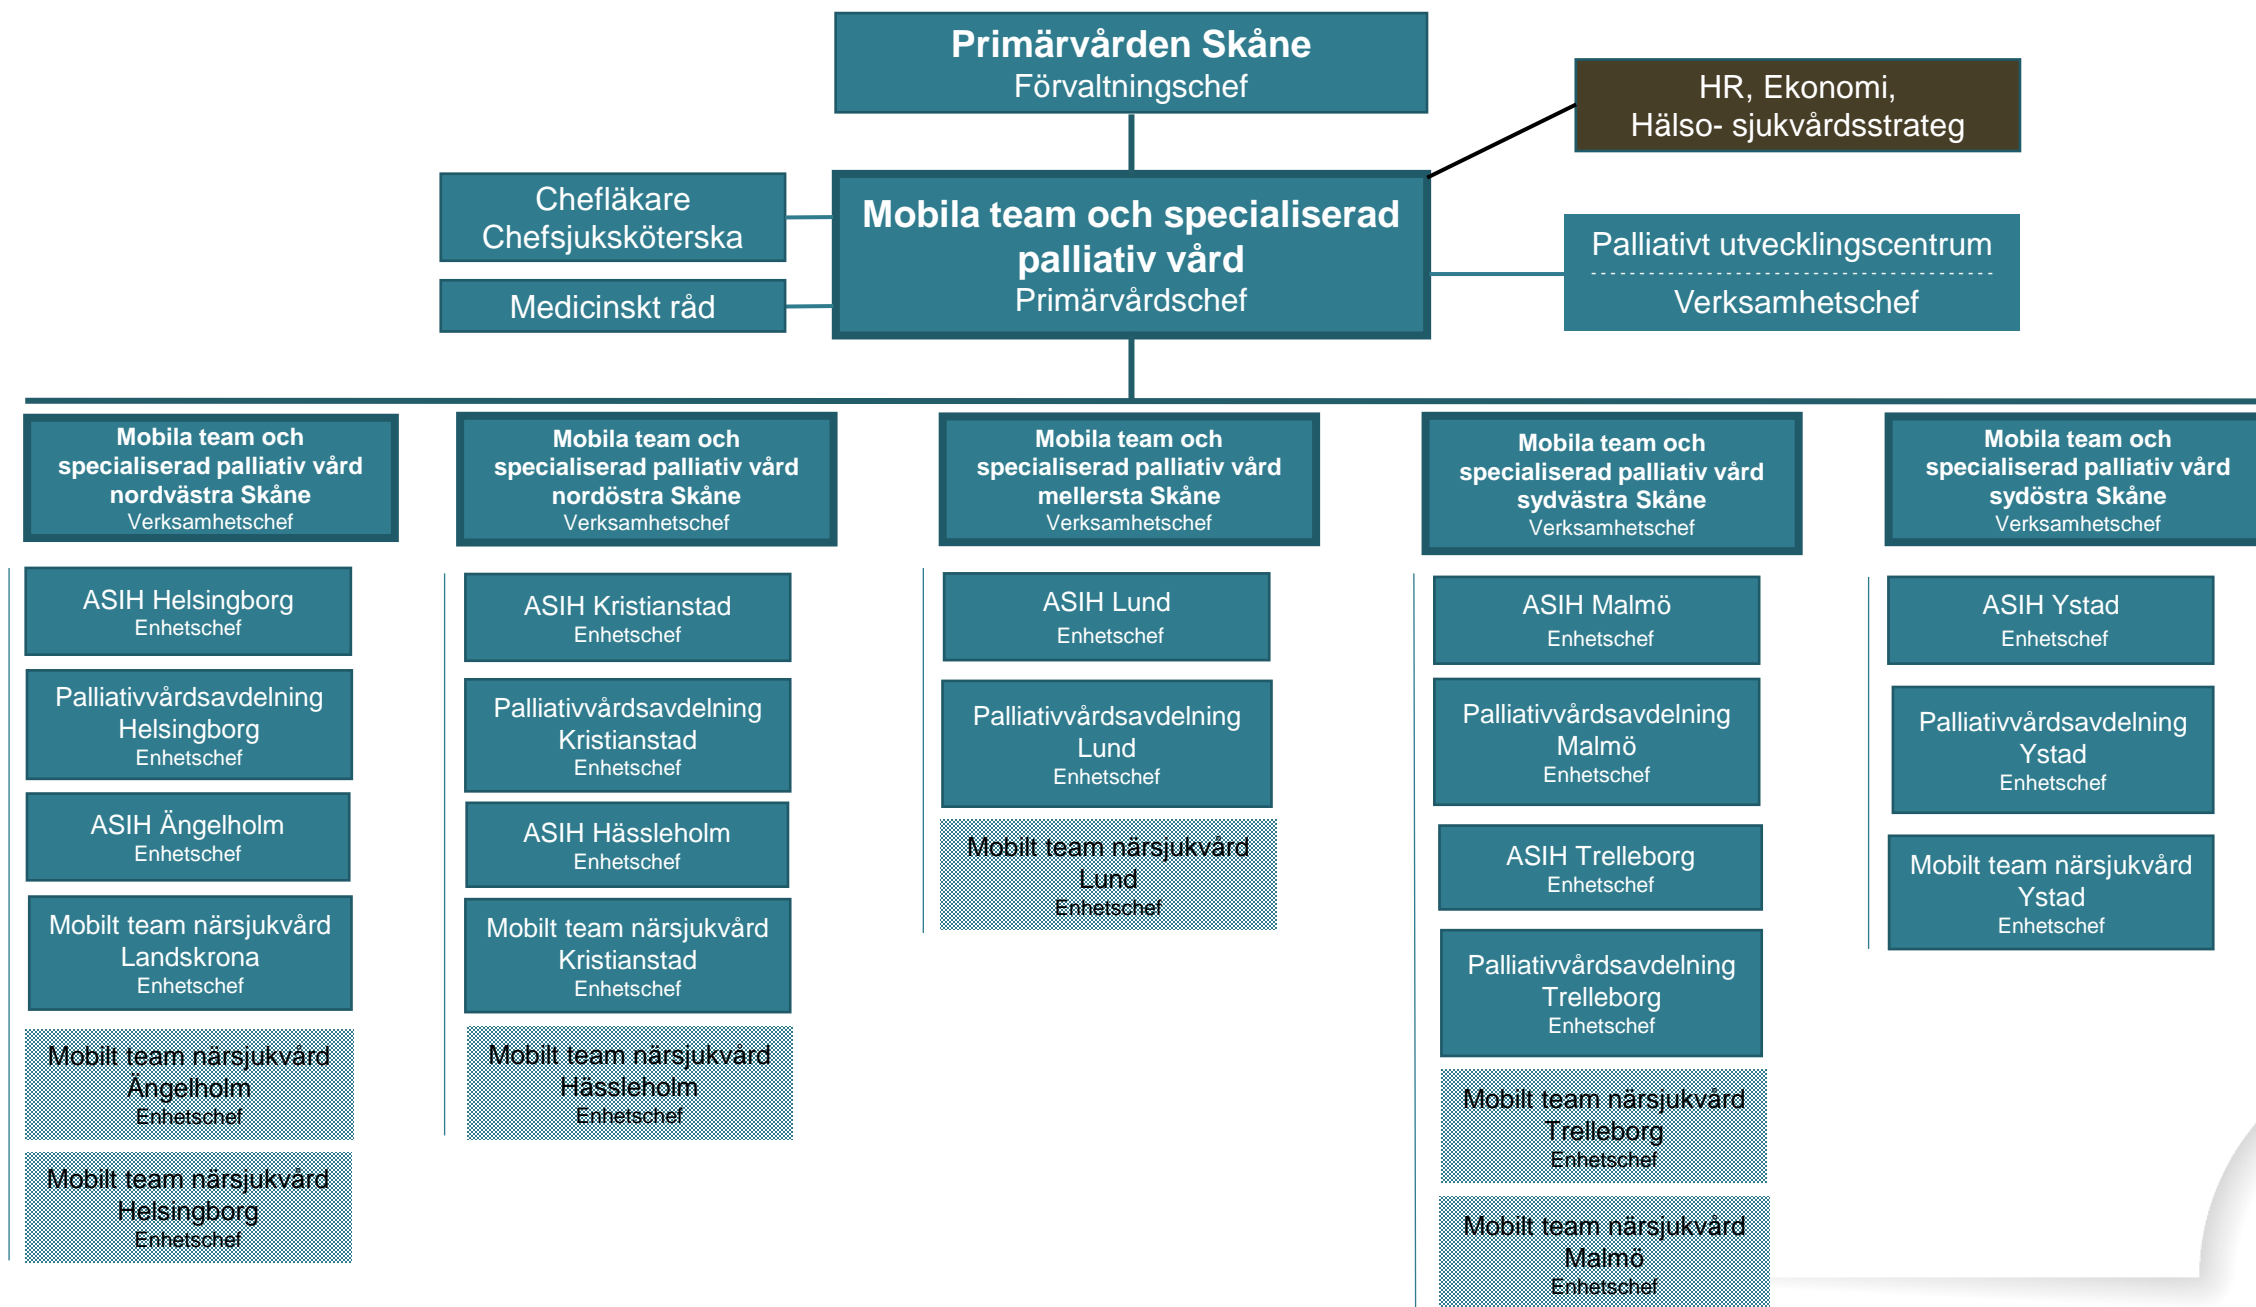 Primärvården Skåne
Förvaltningschef
HR, Ekonomi,
Hälso- sjukvårdsstrateg
Chefläkare
Chefsjuksköterska
Medicinskt råd
Mobila team och specialiserad
palliativ vård
Primärvårdschef
Palliativt utvecklingscentrum
Verksamhetschef
Mobila team och
specialiserad palliativ vård
nordvästra Skåne
Verksamhetschef
ASIH Helsingborg
Enhetschef
Palliativvårdsavdelning
Helsingborg
Enhetschef
ASIH Ängelholm
Enhetschef
Mobilt team närsjukvård
Landskrona
Enhetschef
Mobilt team närsjukvård
Ängelholm
Enhetschef
Mobilt team närsjukvård
Helsingborg
Enhetschef
Mobila team och
specialiserad palliativ vård
nordöstra Skåne
Verksamhetschef
ASIH Kristianstad
Enhetschef
Palliativvårdsavdelning
Kristianstad
Enhetschef
ASIH Hässleholm
Enhetschef
Mobilt team närsjukvård
Kristianstad
Enhetschef
Mobilt team närsjukvård
Hässleholm
Enhetschef
Mobila team och
specialiserad palliativ vård
mellersta Skåne
Verksamhetschef
ASIH Lund
Enhetschef
Palliativvårdsavdelning
Lund
Enhetschef
Mobilt team närsjukvård
Lund
Enhetschef
Mobila team och
specialiserad palliativ vård
sydvästra Skåne
Verksamhetschef
ASIH Malmö
Enhetschef
Palliativvårdsavdelning
Malmö
Enhetschef
ASIH Trelleborg
Enhetschef
Palliativvårdsavdelning
Trelleborg
Enhetschef
Mobilt team närsjukvård
Trelleborg
Enhetschef
Mobilt team närsjukvård
Malmö
Enhetschef
Mobila team och
specialiserad palliativ vård
sydöstra Skåne
Verksamhetschef
ASIH Ystad
Enhetschef
Palliativvårdsavdelning
Ystad
Enhetschef
Mobilt team närsjukvård
Ystad
Enhetschef